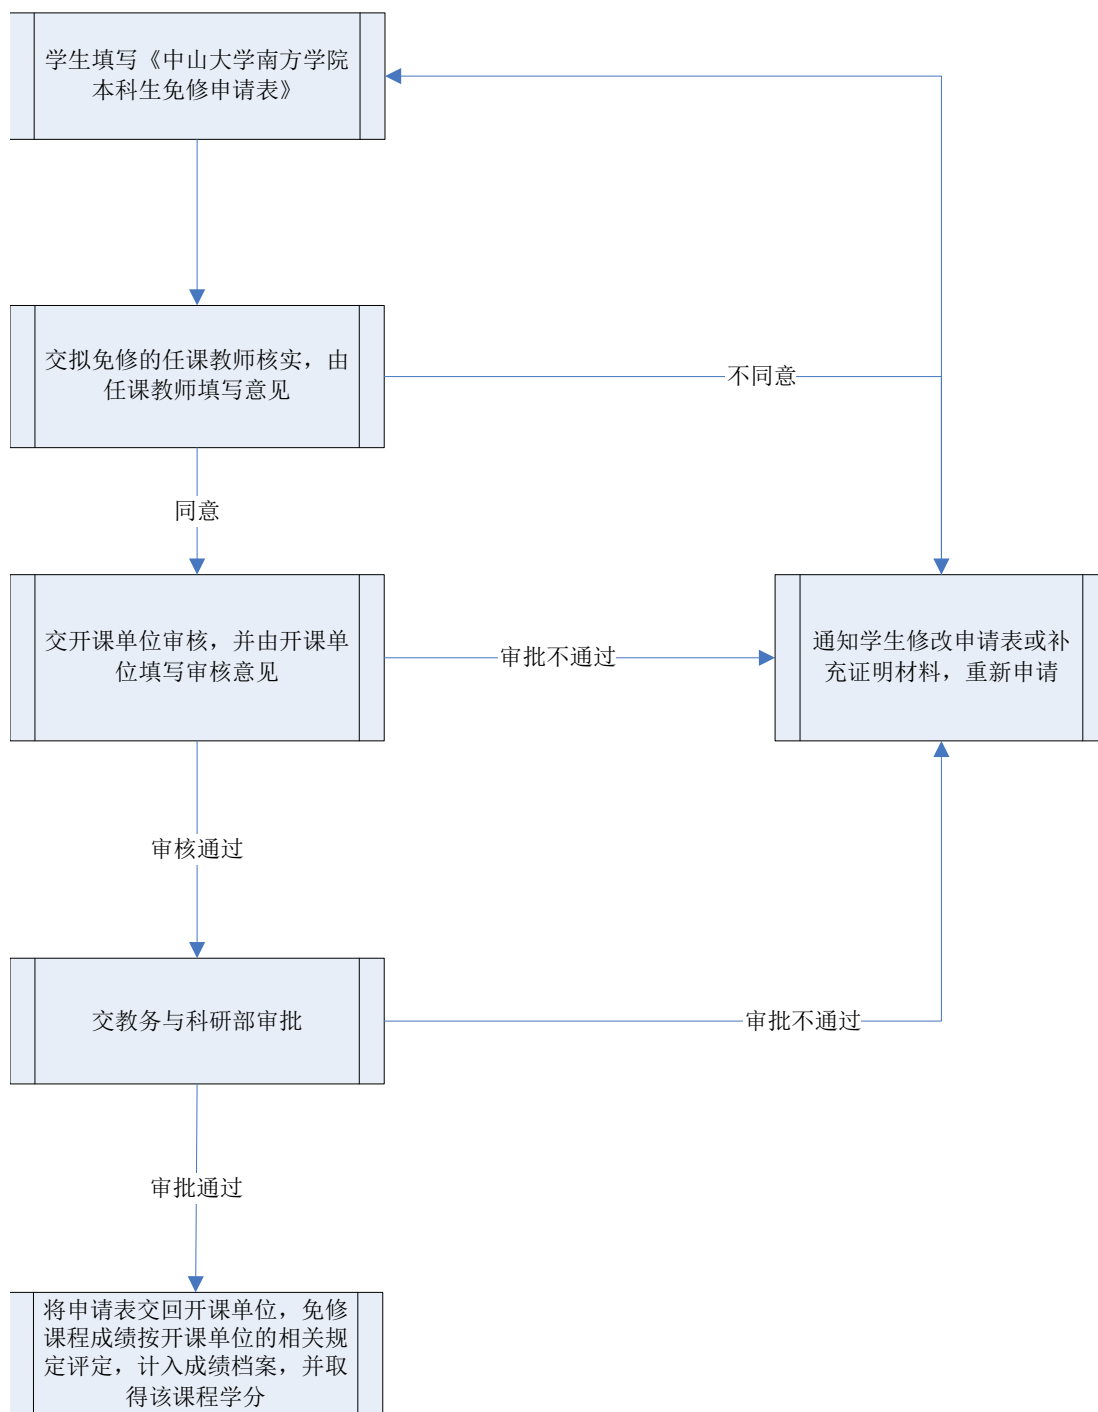 学生填写《中山大学南方学院
本科生免修申请表》
交拟免修的任课教师核实，由
任课教师填写意见
不同意
同意
交开课单位审核，并由开课单
位填写审核意见
审批不通过
通知学生修改申请表或补
充证明材料，重新申请
审核通过
交教务与科研部审批
审批不通过
审批通过
将申请表交回开课单位，免修
课程成绩按开课单位的相关规
定评定，计入成绩档案，并取
得该课程学分